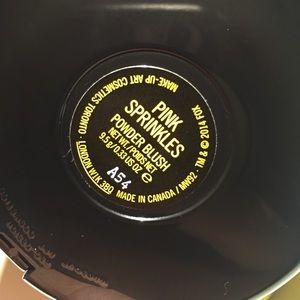 MAKE-UP ART COSMETICS TORONTO · LONDON W1K 3BQ
MADE IN CANADA / MW92 · TM & © 2014 FOX
PINK
SPRINKLES
POWDER BLUSH
NET WT./POIDS NET
9.5 g/0.33 US OZ e
A54